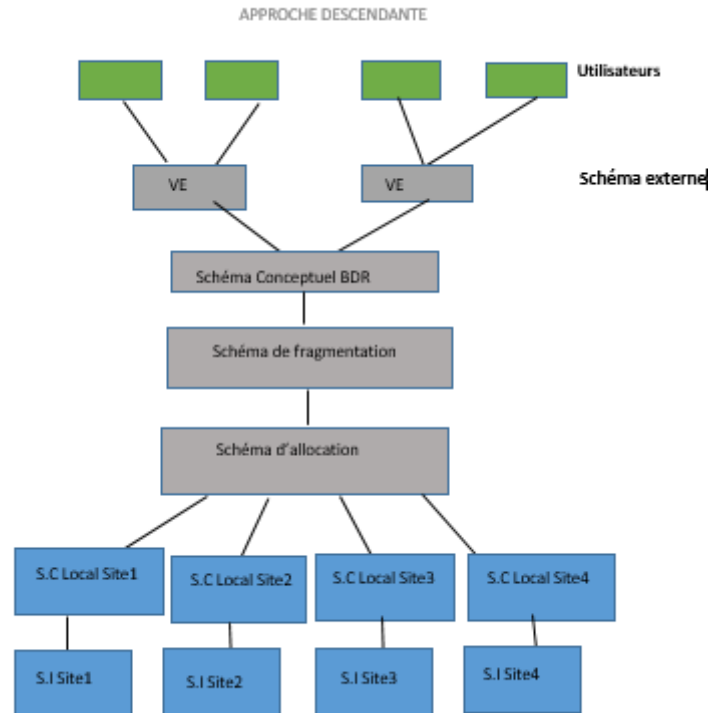 APPROCHE DESCENDANTE
Utilisateurs
VE
VE
Schéma externe
Schéma Conceptuel BDR
Schéma de fragmentation
Schéma d'allocation
S.C Local Site1
S.C Local Site2
S.C Local Site3
S.C Local Site4
S.I Site1
S.I Site2
S.I Site3
S.I Site4